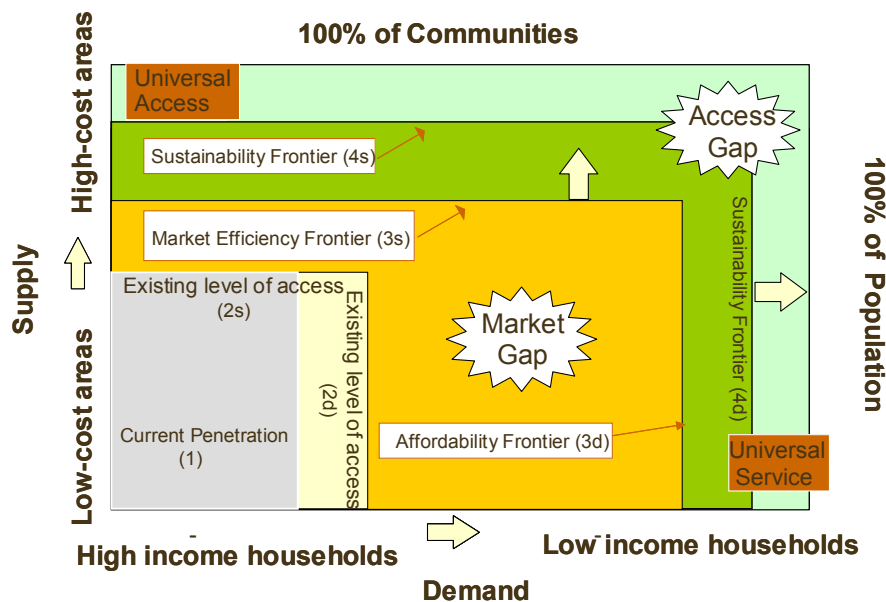 100% of Communities
High-cost areas
Universal
Access
Access
Gap
Sustainability Frontier (4s)
100% of Population
Market Efficiency Frontier (3s)
Sustainability Frontier (4d)
Supply
Existing level of access
(2s)
Existing level of access
(2d)
Market
Gap
Low-cost areas
Current Penetration
(1)
Affordability Frontier (3d)
Universal
Service
High income households
Low income households
Demand